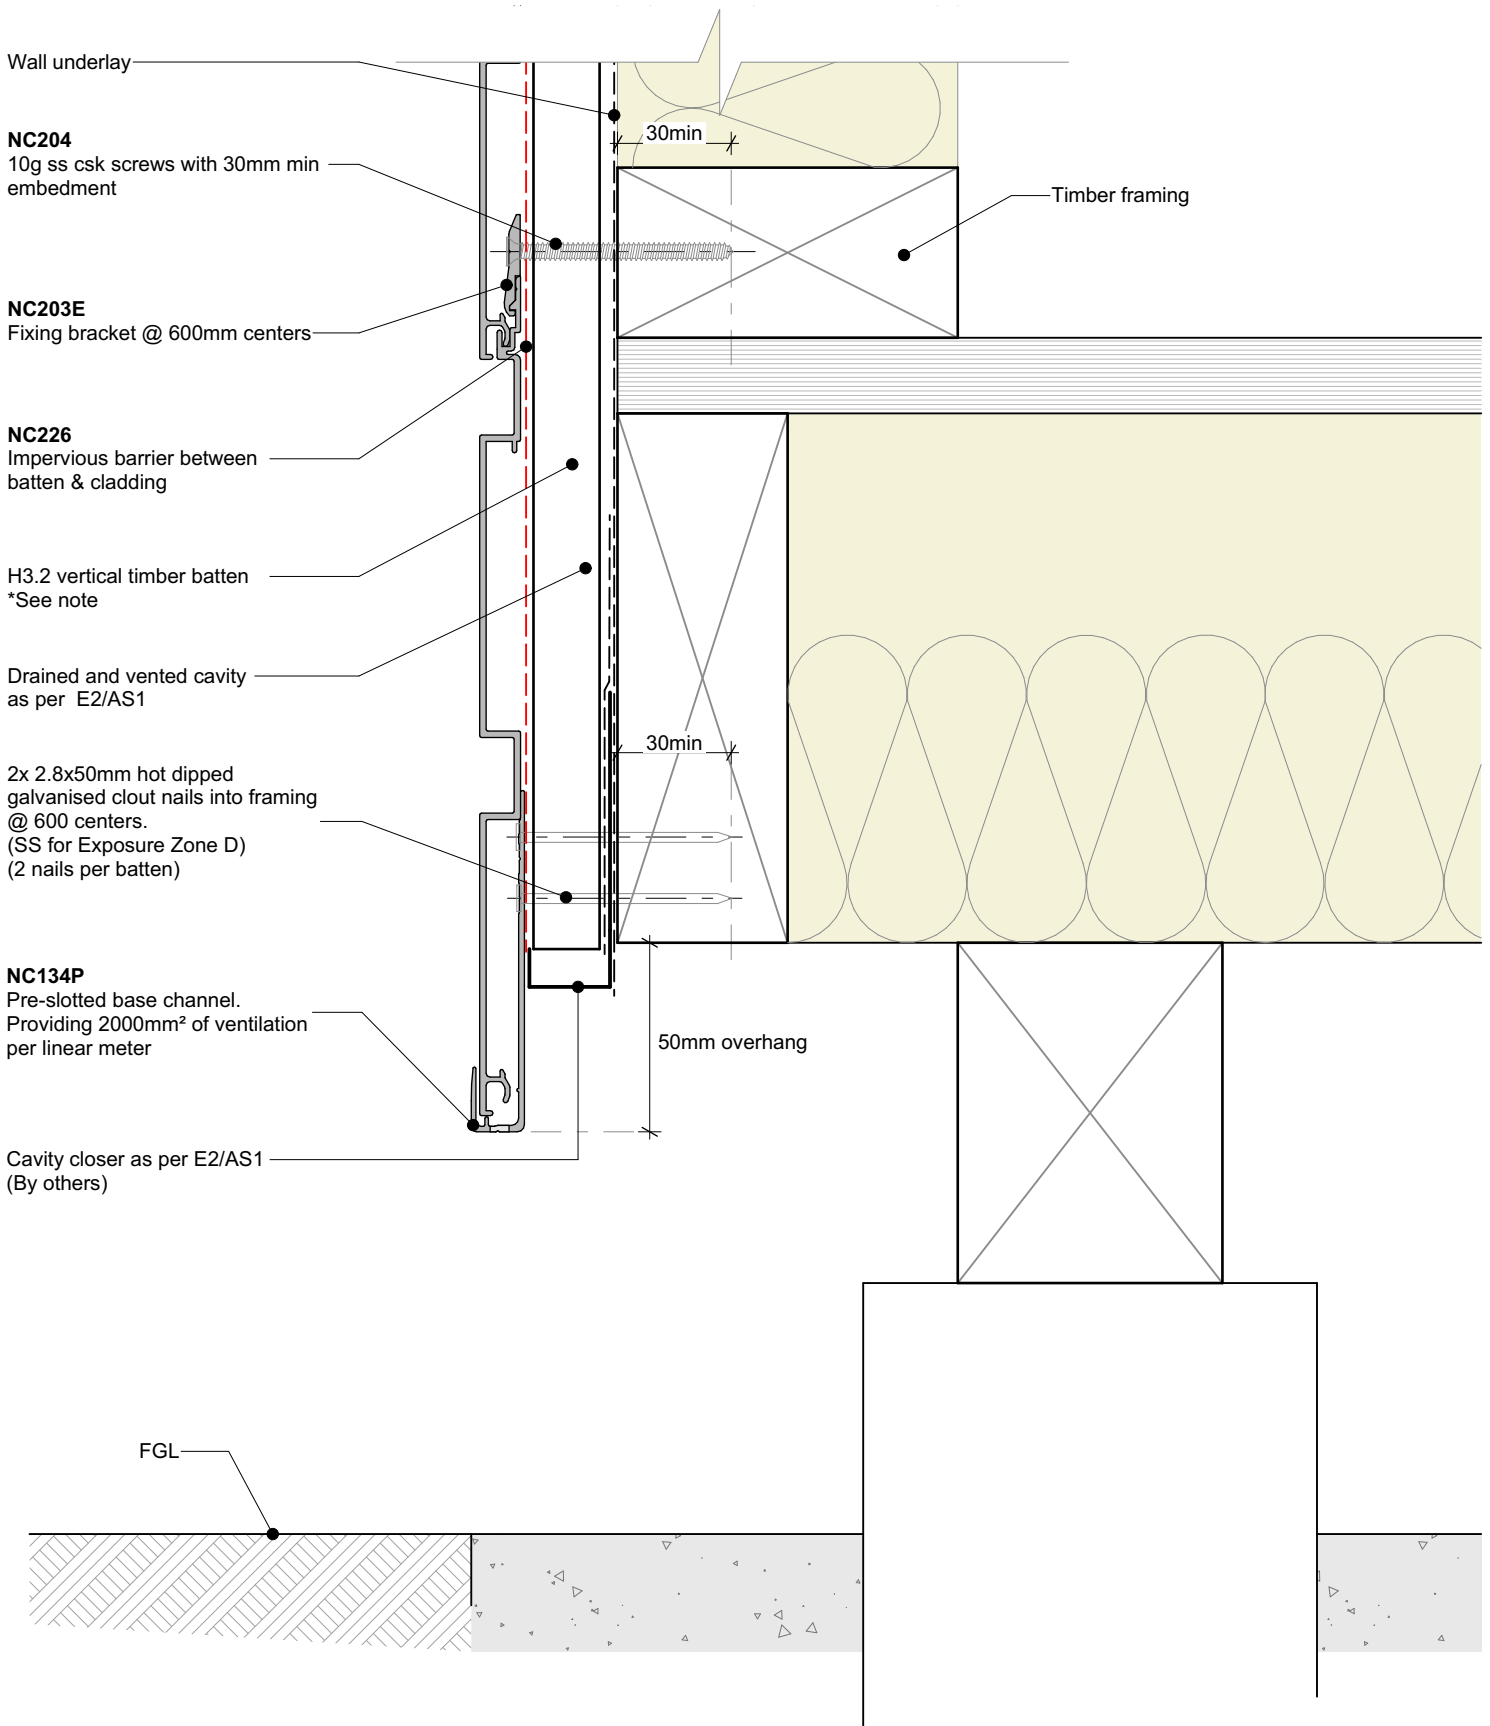 Wall underlay
30min
NC204
10g ss csk screws with 30mm min
embedment
Timber framing
NC203E
Fixing bracket @ 600mm centers
NC226
Impervious barrier between
batten & cladding
H3.2 vertical timber batten
*See note
Drained and vented cavity
as per  E2/AS1
30min
2x 2.8x50mm hot dipped
galvanised clout nails into framing
@ 600 centers.
(SS for Exposure Zone D)
(2 nails per batten)
NC134P
Pre-slotted base channel.
Providing 2000mm² of ventilation
per linear meter
50mm overhang
Cavity closer as per E2/AS1
(By others)
FGL